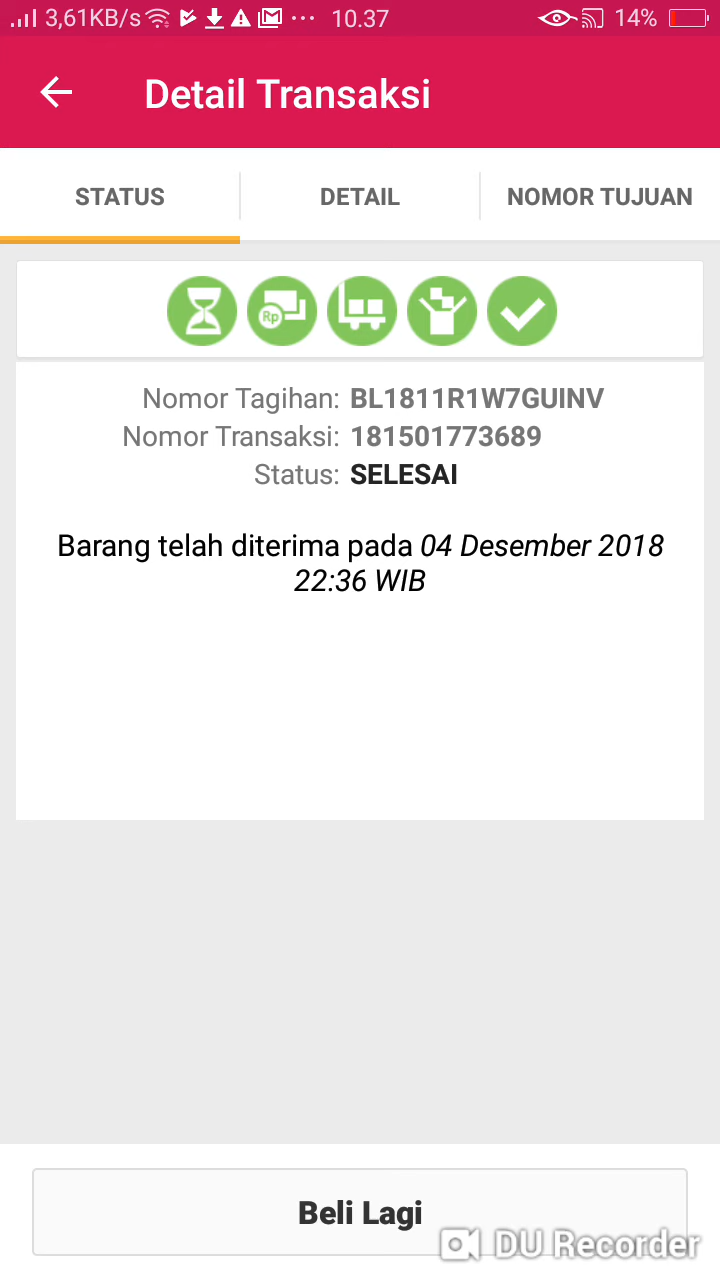 3,61KB/s ... 10.37 14%
Detail Transaksi
STATUS DETAIL NOMOR TUJUAN
Rp
Nomor Tagihan: BL1811R1W7GUINV
Nomor Transaksi: 181501773689
Status: SELESAI
Barang telah diterima pada 04 Desember 2018
22:36 WIB
Beli Lagi
DU Recorder